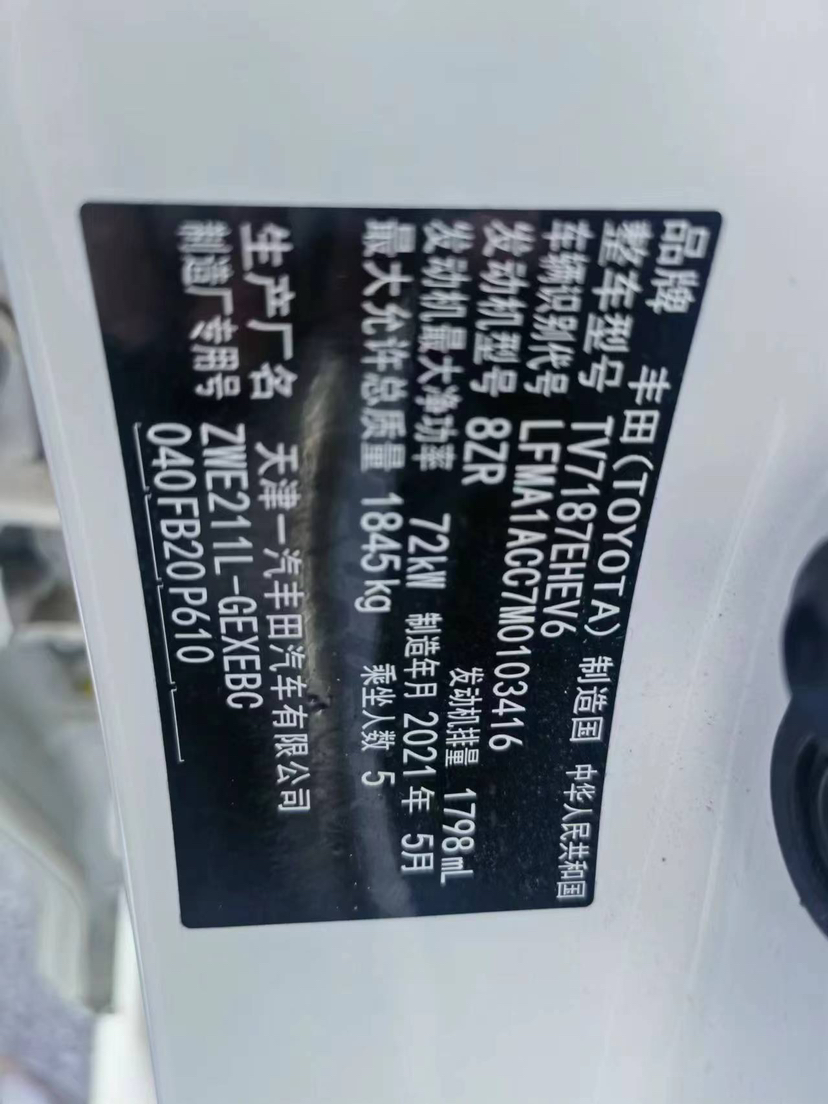 品牌 丰田(TOYOTA) 制造国 中华人民共和国
整车型号 TV7187EHEV6
车辆识别代号 LFMA1ACC7M0103416
发动机型号 8ZR 发动机排量 1798mL
发动机最大净功率 72kW 制造年月 2021年 5月
最大允许总质量 1845kg 乘坐人数 5
生产厂名 天津一汽丰田汽车有限公司
制造厂专用号 ZWE211L-GEXEBC
040FB20P610